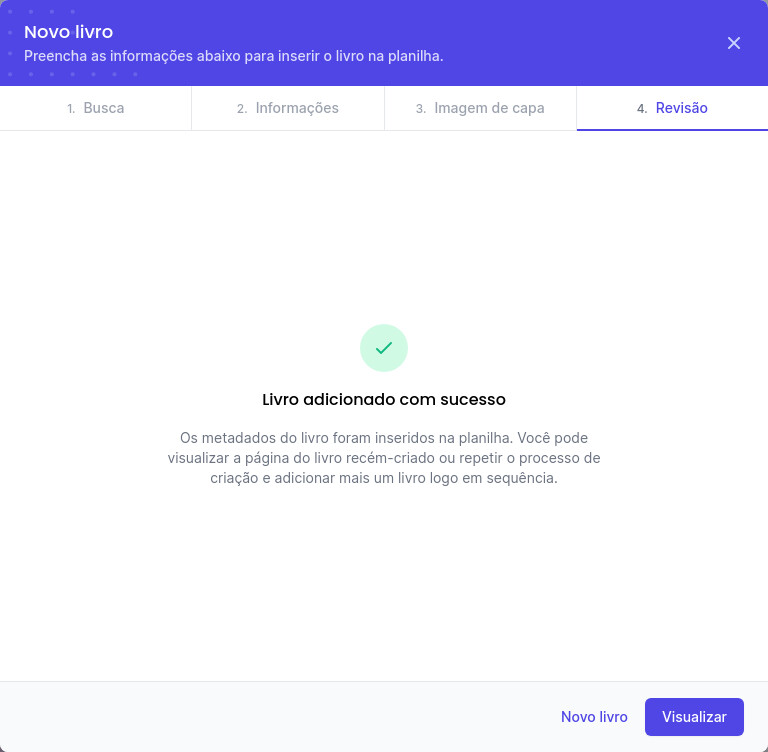 Novo livro
Preencha as informações abaixo para inserir o livro na planilha.
1. Busca
2. Informações
3. Imagem de capa
4. Revisão
Livro adicionado com sucesso
Os metadados do livro foram inseridos na planilha. Você pode
visualizar a página do livro recém-criado ou repetir o processo de
criação e adicionar mais um livro logo em sequência.
Novo livro
Visualizar